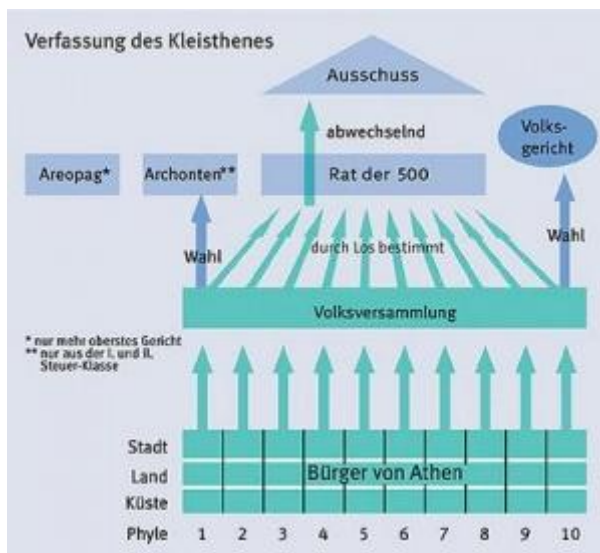 Verfassung des Kleisthenes
Ausschuss
abwechselnd
Volks-
gericht
Areopag*
Archonten**
Rat der 500
Wahl
durch Los bestimmt
Wahl
Volksversammlung
* nur mehr oberstes Gericht
** nur aus der I. und II.
Steuer-Klasse
Stadt
Land
Bürger von Athen
Küste
Phyle 1 2 3 4 5 6 7 8 9 10